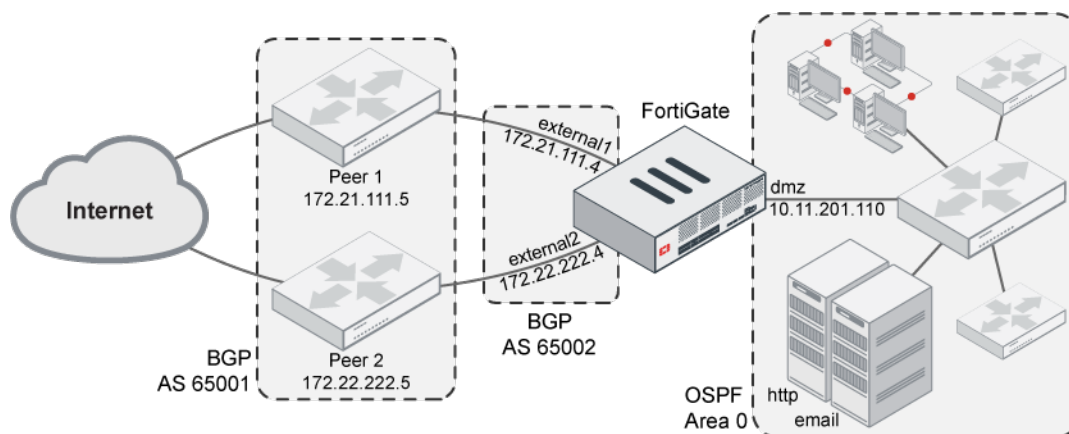 Internet
Peer 1
172.21.111.5
Peer 2
172.22.222.5
BGP
AS 65001
external1
172.21.111.4
external2
172.22.222.4
BGP
AS 65002
FortiGate
dmz
10.11.201.110
OSPF
Area 0
http
email